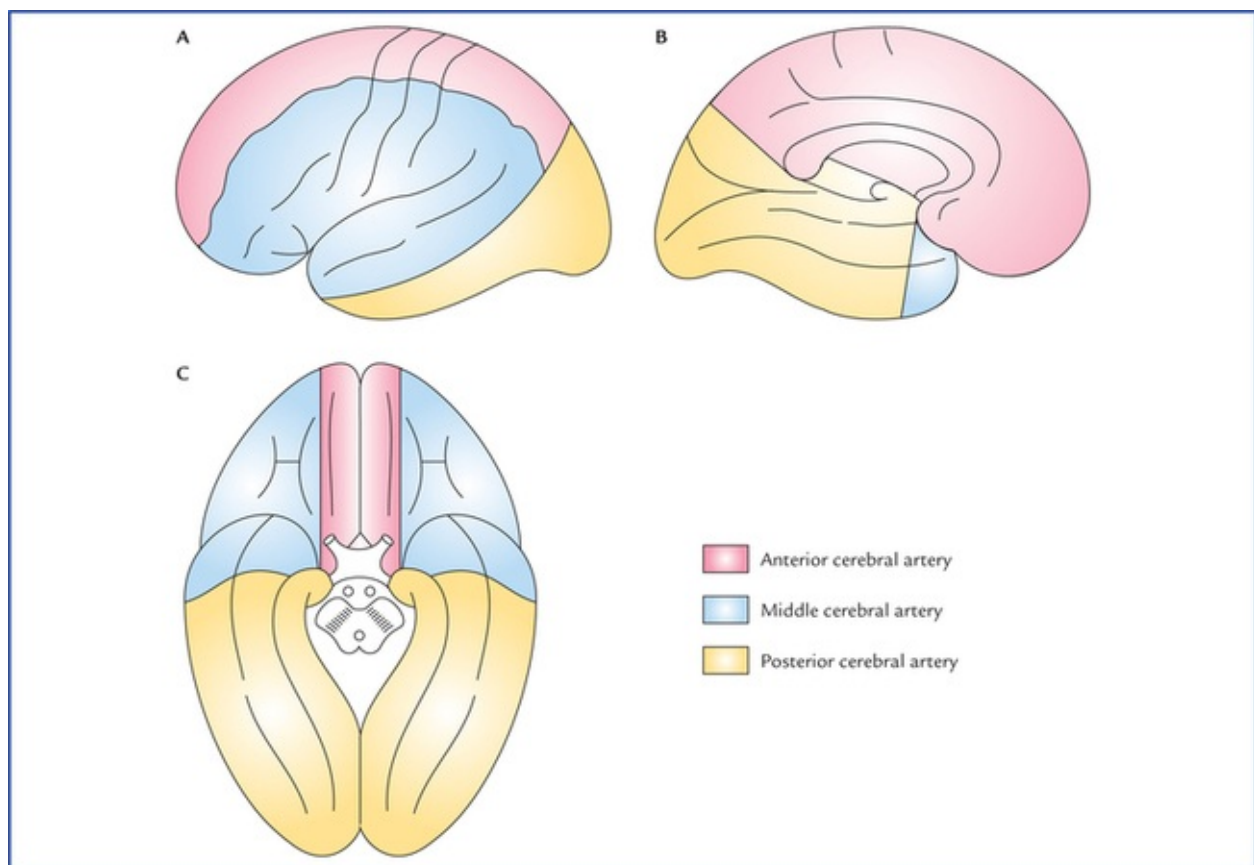 A
B
C
Anterior cerebral artery
Middle cerebral artery
Posterior cerebral artery